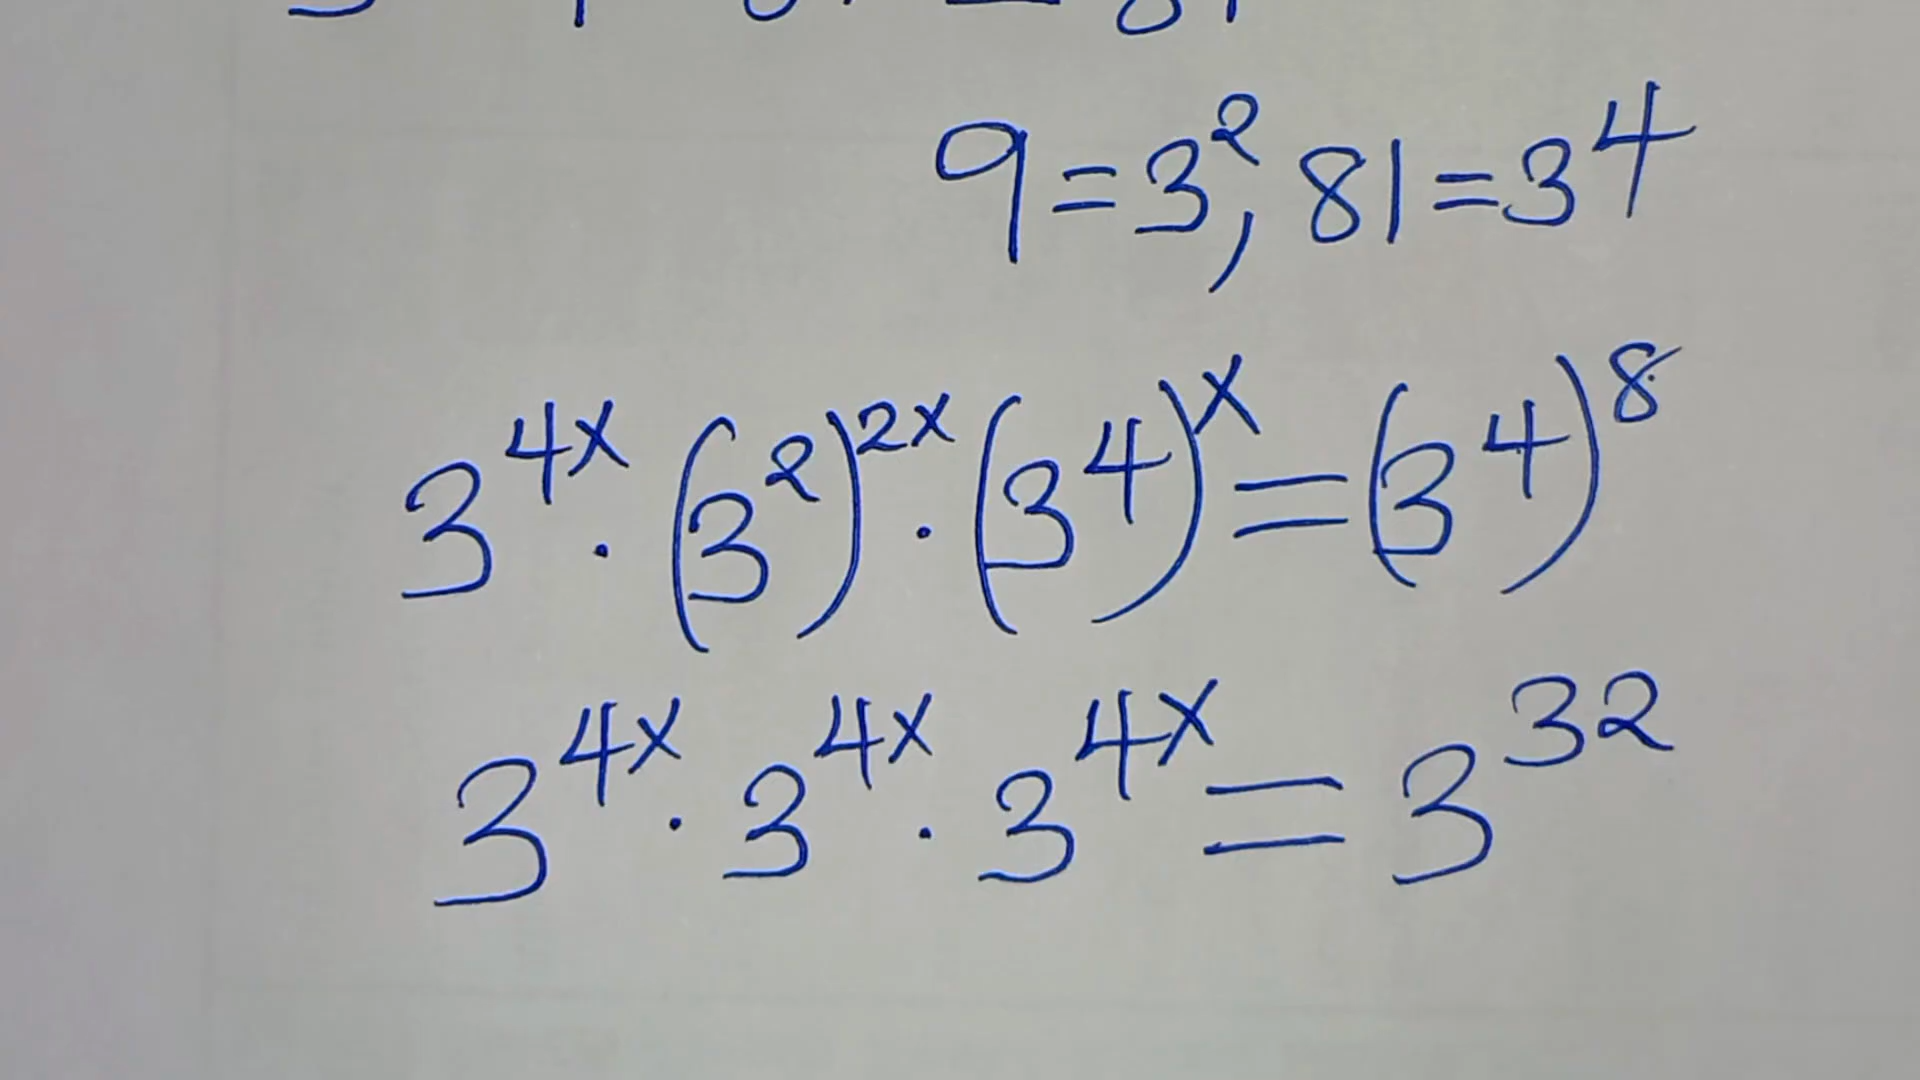 9 = 3², 81 = 3⁴
3⁴ˣ · (3²)²ˣ · (3⁴)ˣ = (3⁴)⁸
3⁴ˣ · 3⁴ˣ · 3⁴ˣ = 3³²